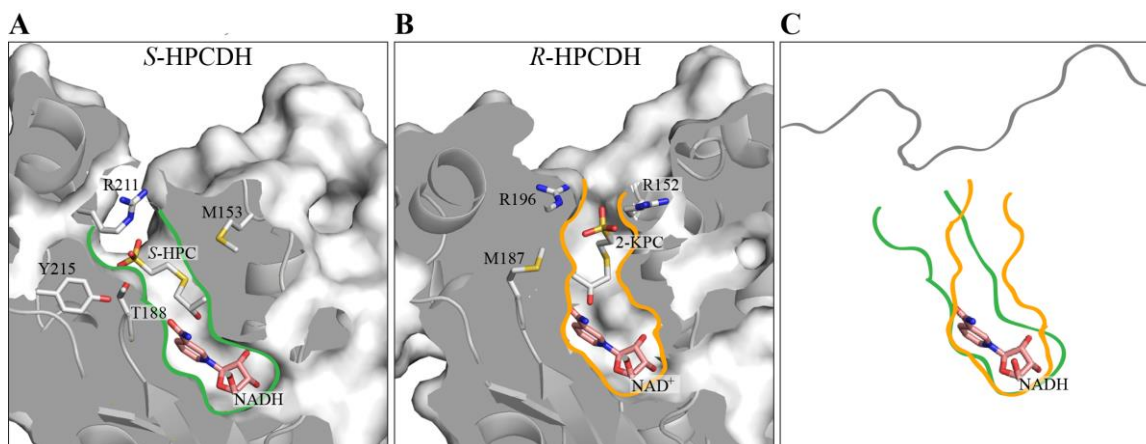 A
B
C
S-HPCDH
R-HPCDH
R211
M153
S-HPC
Y215
T188
NADH
R196
R152
2-KPC
M187
NAD+
NADH